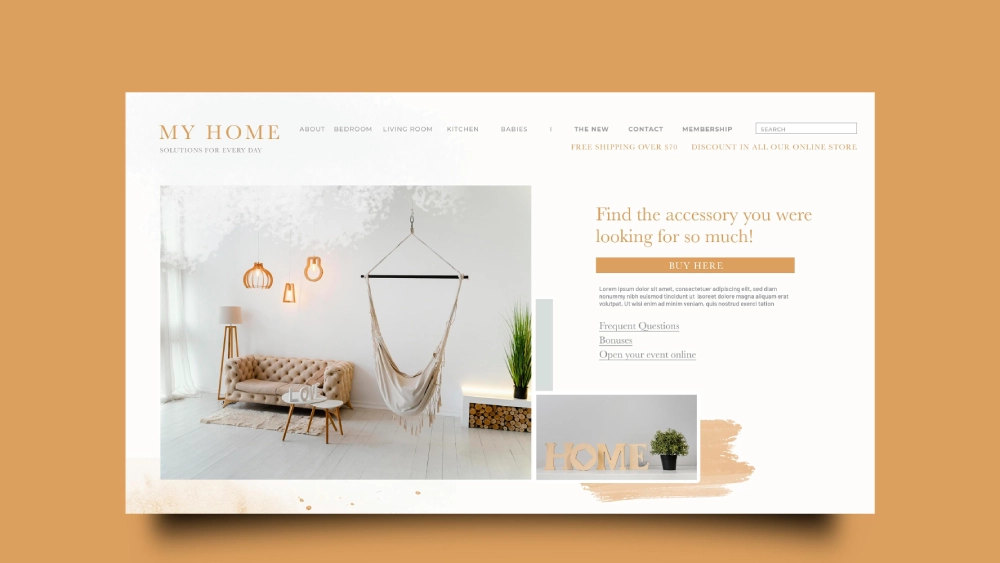 MY HOME
SOLUTIONS FOR EVERY DAY
ABOUT BEDROOM LIVING ROOM KITCHEN BABIES I THE NEW CONTACT MEMBERSHIP SEARCH
FREE SHIPPING OVER $70 DISCOUNT IN ALL OUR ONLINE STORE
Find the accessory you were
looking for so much!
BUY HERE
Lorem ipsum dolor sit amet, consectetuer adipiscing elit, sed diam
nonummy nibh euismod tincidunt ut laoreet dolore magna aliquam erat
volutpat. Ut wisi enim ad minim veniam, quis nostrud exerci tation
Frequent Questions
Bonuses
Open your event online
HOME